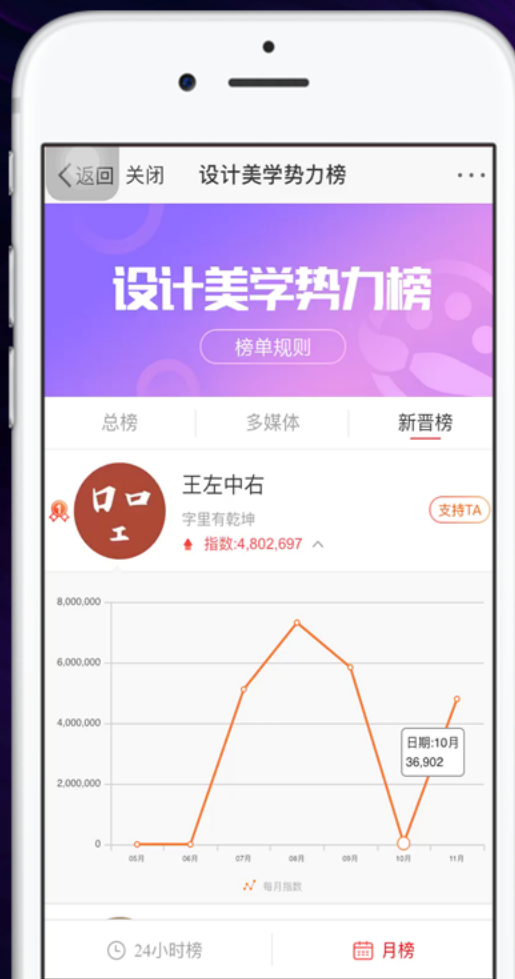 返回 关闭 设计美学势力榜
设计美学势力榜
榜单规则
总榜 多媒体 新晋榜
1
口口
工
王左中右
字里有乾坤
支持TA
指数:4,802,697
8,000,000
6,000,000
4,000,000
2,000,000
0
日期:10月
36,902
05月 06月 07月 08月 09月 10月 11月
每月指数
24小时榜 月榜